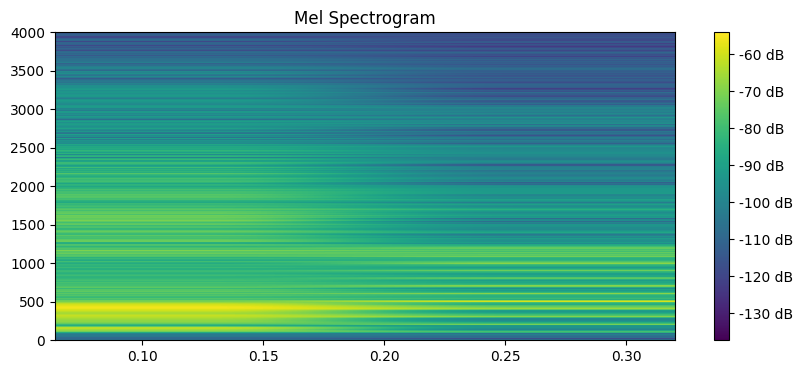 Mel Spectrogram
4000
3500
3000
2500
2000
1500
1000
500
0
0.10 0.15 0.20 0.25 0.30
-60 dB
-70 dB
-80 dB
-90 dB
-100 dB
-110 dB
-120 dB
-130 dB